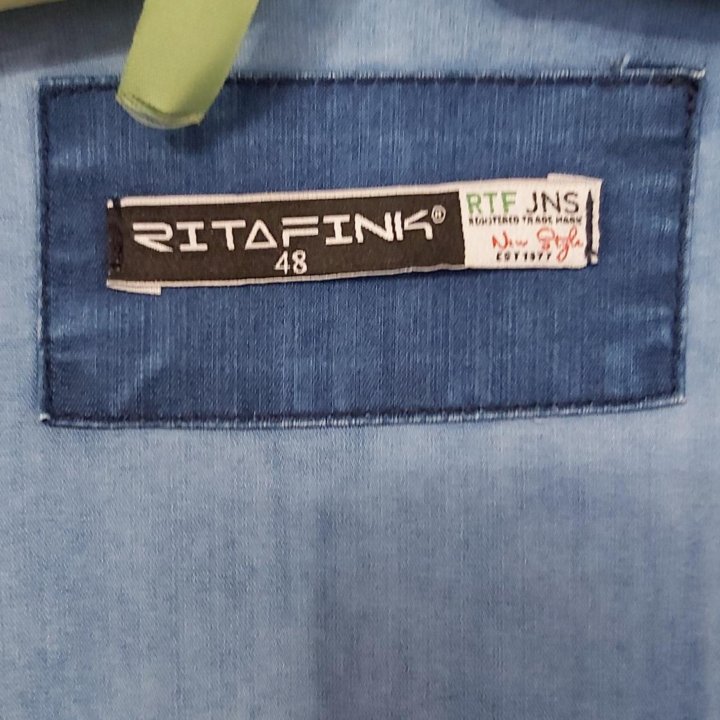 RITAFINK®
48
RTF JNS
REGISTERED TRADE MARK
New Style
EST 1977